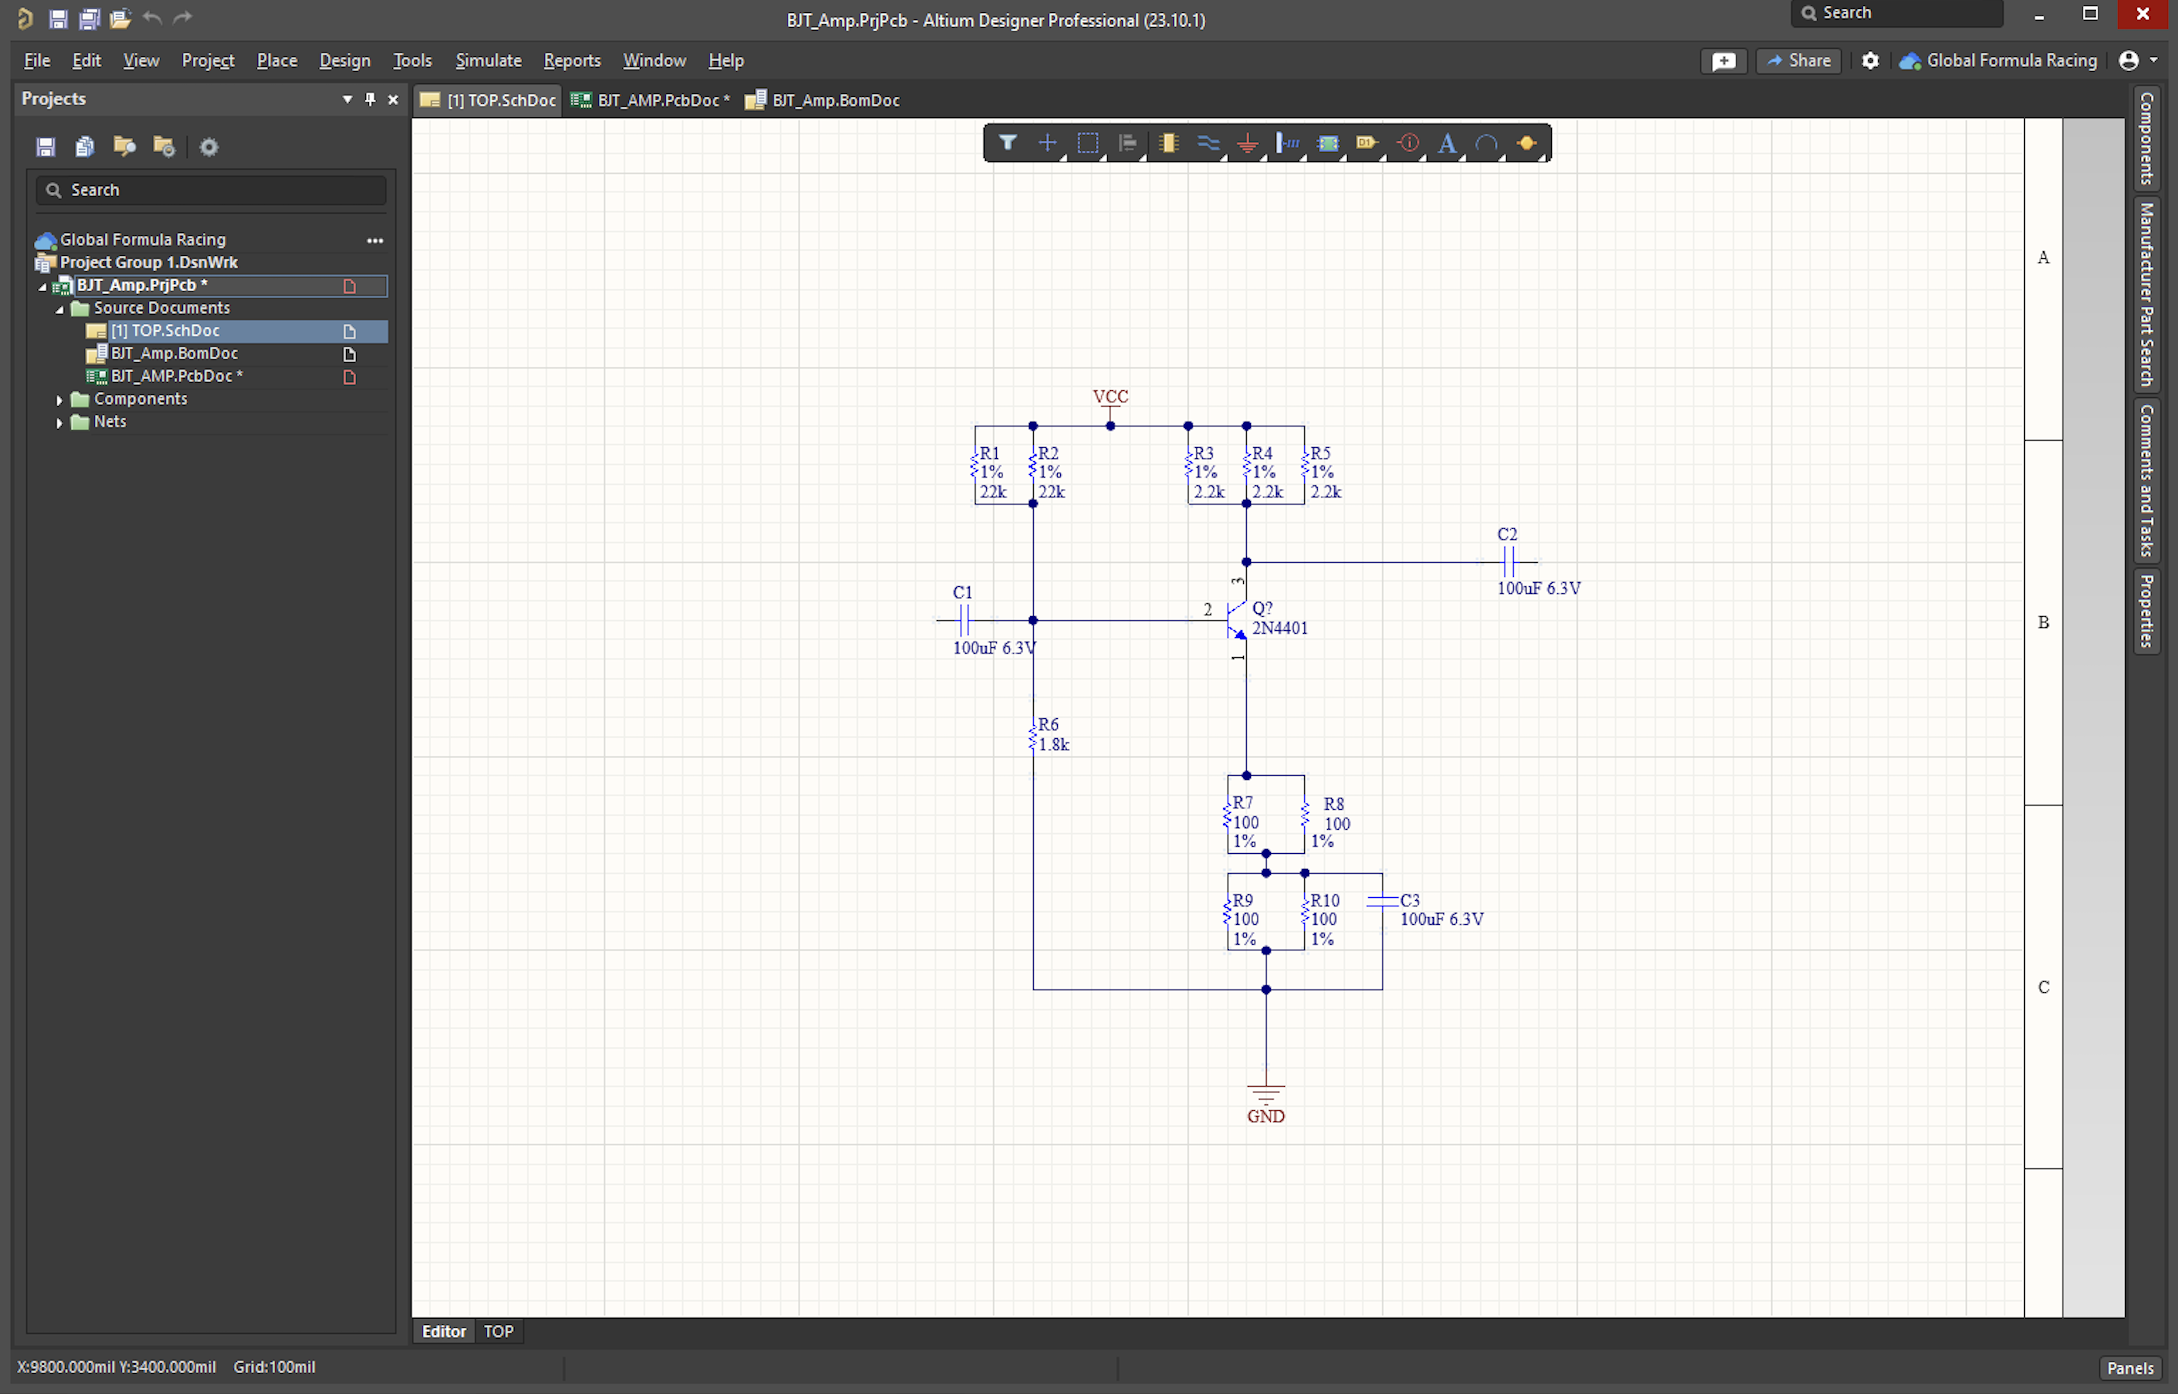 BJT_Amp.PrjPcb - Altium Designer Professional (23.10.1)
Search
File Edit View Project Place Design Tools Simulate Reports Window Help
Share
Global Formula Racing
Projects
[1] TOP.SchDoc
BJT_AMP.PcbDoc *
BJT_Amp.BomDoc
Search
Global Formula Racing
Project Group 1.DsnWrk
BJT_Amp.PrjPcb *
Source Documents
[1] TOP.SchDoc
BJT_Amp.BomDoc
BJT_AMP.PcbDoc *
Components
Nets
D1
A
VCC
R1
1%
22k
R2
1%
22k
R3
1%
2.2k
R4
1%
2.2k
R5
1%
2.2k
C2
100uF 6.3V
C1
100uF 6.3V
3
2
1
Q?
2N4401
B
R6
1.8k
R7
100
1%
R8
100
1%
R9
100
1%
R10
100
1%
C3
100uF 6.3V
C
GND
Components
Manufacturer Part Search
Comments and Tasks
Properties
Editor
TOP
X:9800.000mil Y:3400.000mil Grid:100mil
Panels